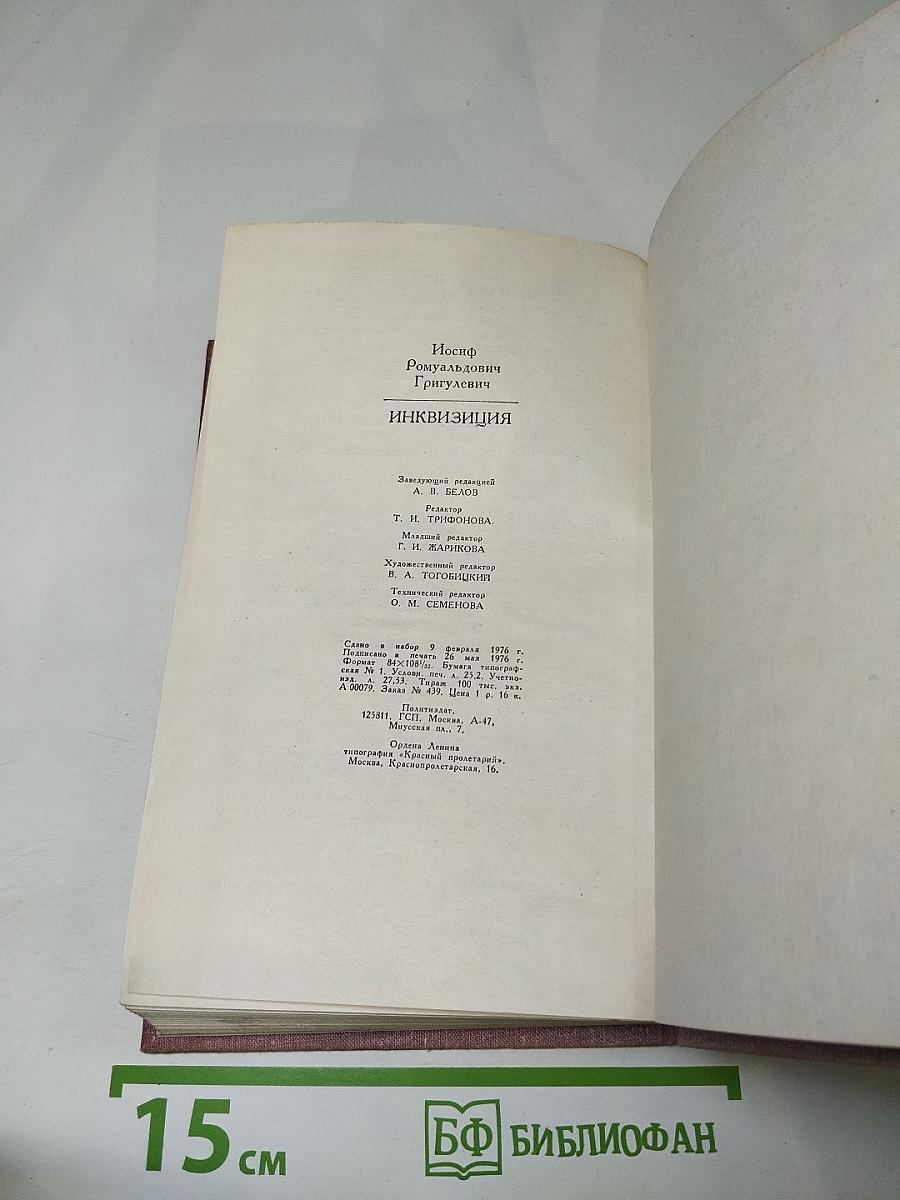 Иосиф
Ромуальдович
Григулевич
ИНКВИЗИЦИЯ
Заведующий редакцией
А. В. БЕЛОВ
Редактор
Т. И. ТРИФОНОВА
Младший редактор
Г. И. ЖАРИКОВА
Художественный редактор
В. А. ТОГОБИЦКИЙ
Технический редактор
О. М. СЕМЕНОВА
Сдано в набор 9 февраля 1976 г.
Подписано в печать 26 мая 1976 г.
Формат 84×108¹/₃₂. Бумага типограф-
ская № 1. Условн. печ. л. 25,2. Учетно-
изд. л. 27,53. Тираж 100 тыс. экз.
А 00079. Заказ № 439. Цена 1 р. 16 к.
Политиздат.
125811, ГСП, Москва, А-47,
Миусская пл., 7.
Ордена Ленина
типография «Красный пролетарий».
Москва, Краснопролетарская, 16.
15 см
БФ БИБЛИОФАН